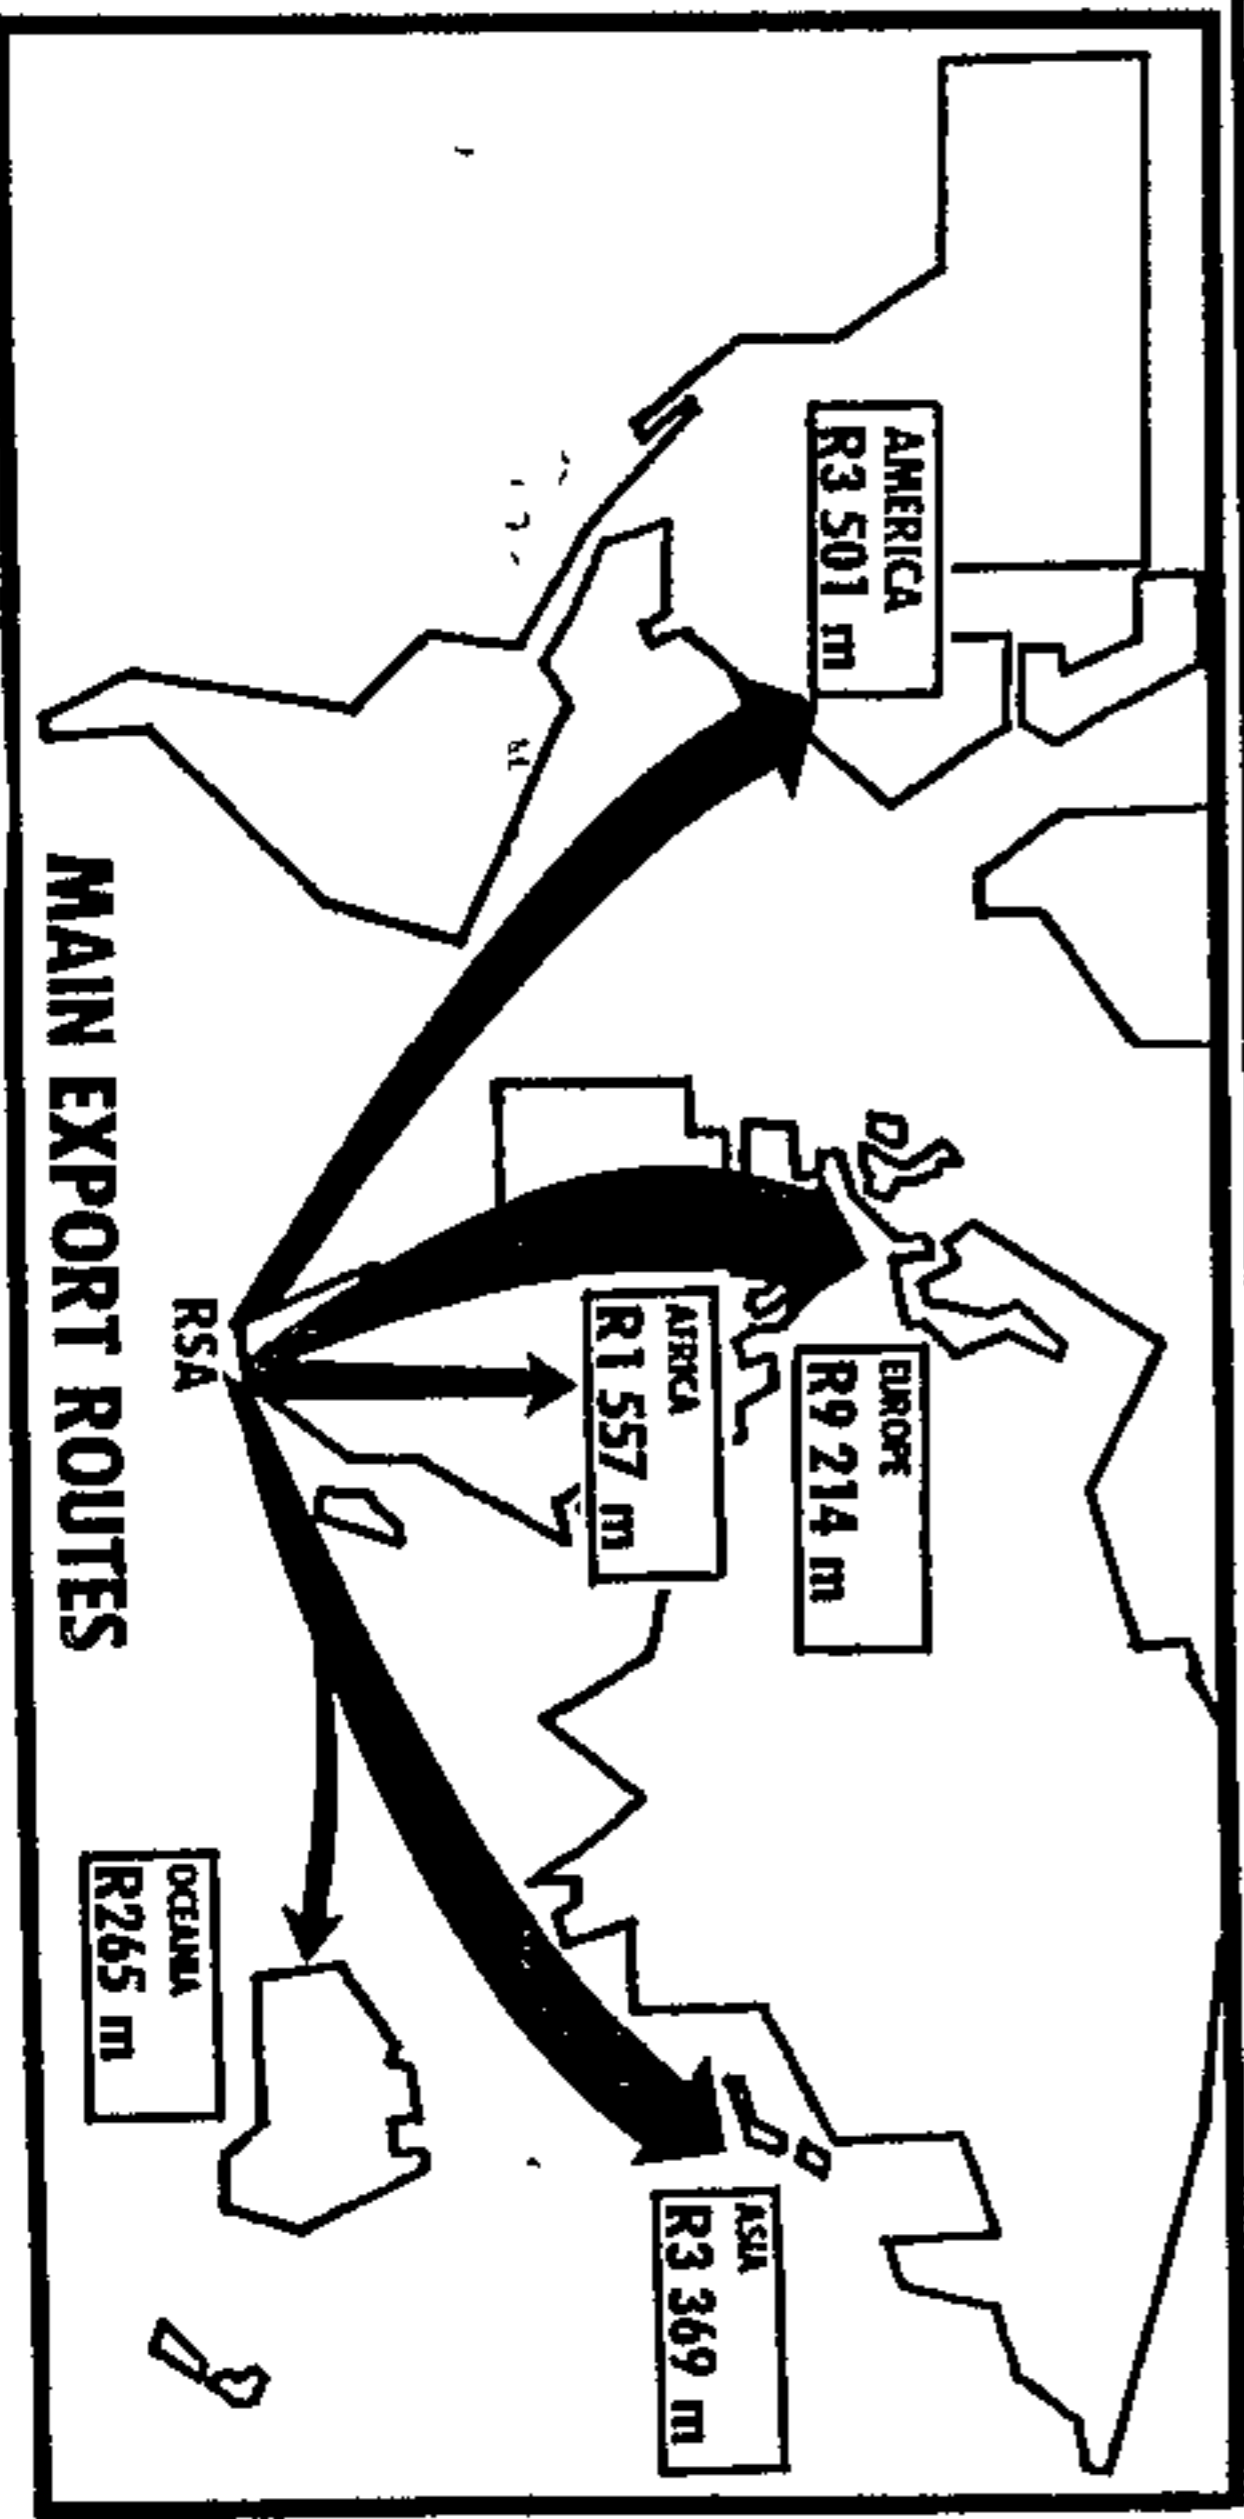 AMERICA
R3 501 m
EUROPE
R9 214 m
AFRICA
R1 557 m
ASIA
R3 369 m
OCEANIA
R265 m
RSA
MAIN EXPORT ROUTES